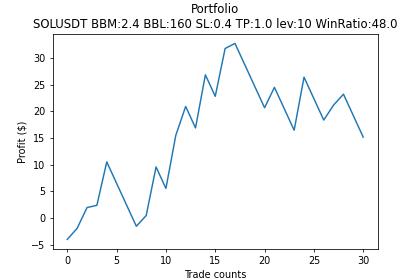 Portfolio
SOLUSDT BBM:2.4 BBL:160 SL:0.4 TP:1.0 lev:10 WinRatio:48.0
Profit ($)
30
25
20
15
10
5
0
−5
0 5 10 15 20 25 30
Trade counts